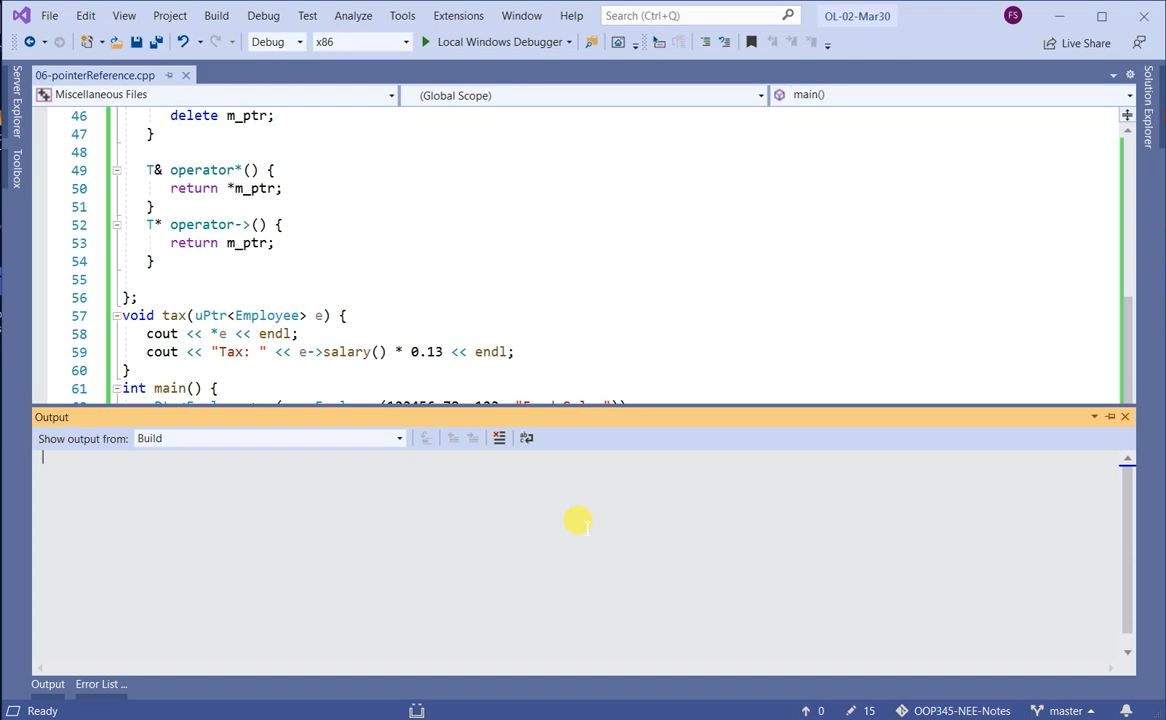 File Edit View Project Build Debug Test Analyze Tools Extensions Window Help Search (Ctrl+Q) OL-02-Mar30 FS
Debug x86 Local Windows Debugger Live Share
Server Explorer
Toolbox
Solution Explorer
06-pointerReference.cpp
Miscellaneous Files (Global Scope) main()
46 delete m_ptr;
47 }
48
49 T& operator*() {
50 return *m_ptr;
51 }
52 T* operator->() {
53 return m_ptr;
54 }
55
56 };
57 void tax(uPtr<Employee> e) {
58 cout << *e << endl;
59 cout << "Tax: " << e->salary() * 0.13 << endl;
60 }
61 int main() {
Output
Show output from: Build
Output Error List ...
Ready 0 15 OOP345-NEE-Notes master